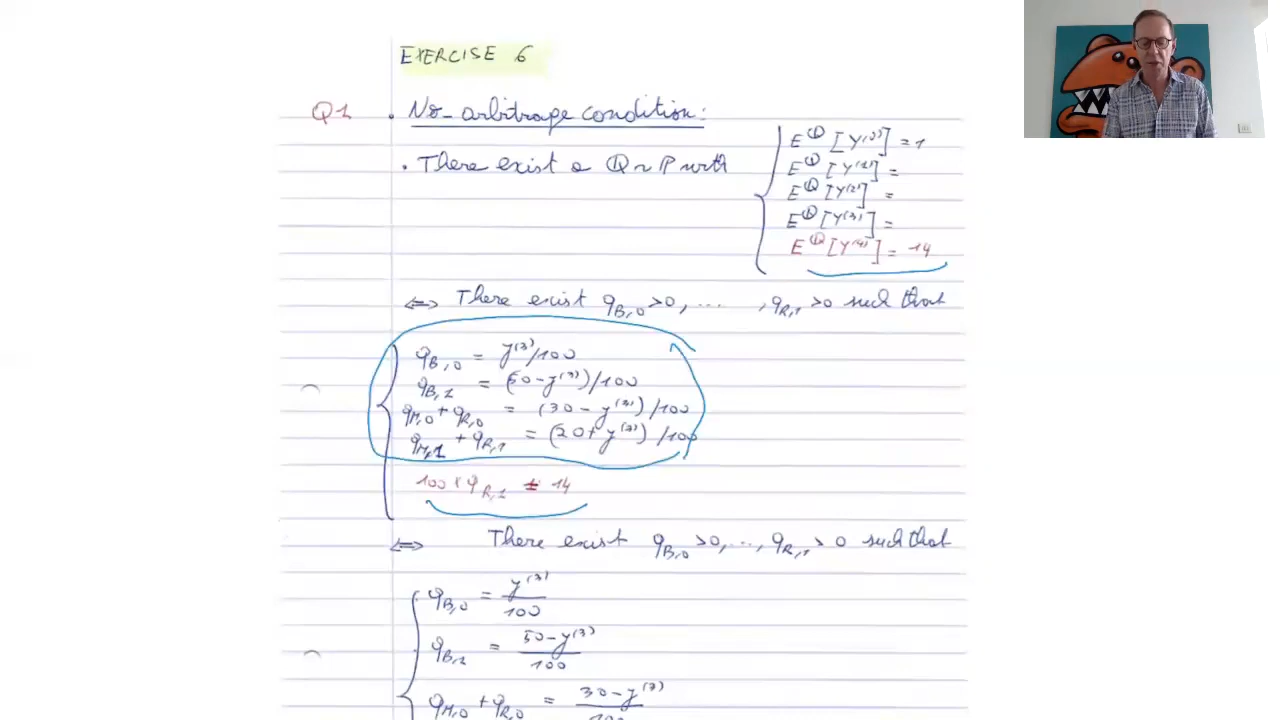 EXERCISE 6
Q1 . No-arbitrage condition:
. There exist a Q ~ P with
E^Q [Y^(0)] = 1
E^Q [Y^(1)] =
E^Q [Y^(2)] =
E^Q [Y^(3)] =
E^Q [Y^(4)] = 14
⇔ There exist q_B,0 >0, ... , q_R,1 >0 such that
q_B,0 = y^(3)/100
q_B,1 = (50 - y^(3))/100
q_M,0 + q_R,0 = (30 - y^(3))/100
q_M,1 + q_R,1 = (20 + y^(3))/100
100 × q_R,1 = 14
⇔ There exist q_B,0 >0, ..., q_R,1 > 0 such that
q_B,0 = y^(3)/100
q_B,1 = 50 - y^(3)/100
q_M,0 + q_R,0 = 30 - y^(3)/100